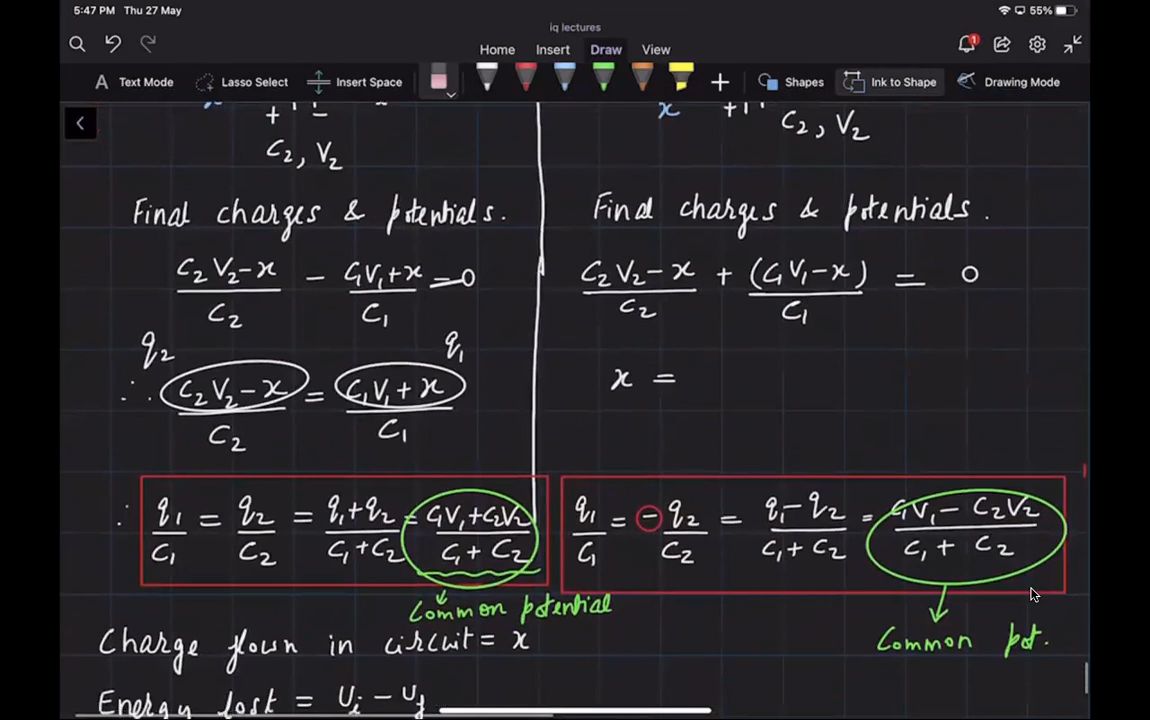 5:47 PM Thu 27 May
55%
iq lectures
Home Insert Draw View
1
A Text Mode Lasso Select Insert Space + Shapes Ink to Shape Drawing Mode
x + -
C2, V2
Final charges & potentials.
(C2V2-x)/C2 - (C1V1+x)/C1 = 0
q2 q1
∴ (C2V2-x)/C2 = (C1V1+x)/C1
∴ q1/C1 = q2/C2 = (q1+q2)/(C1+C2) = (C1V1+C2V2)/(C1+C2)
Common potential
Charge flown in circuit = x
Energy lost = Ui - Uf
x +
C2, V2
Final charges & potentials.
(C2V2-x)/C2 + (C1V1-x)/C1 = 0
x =
q1/C1 = - q2/C2 = (q1-q2)/(C1+C2) = (C1V1-C2V2)/(C1+C2)
Common pot.